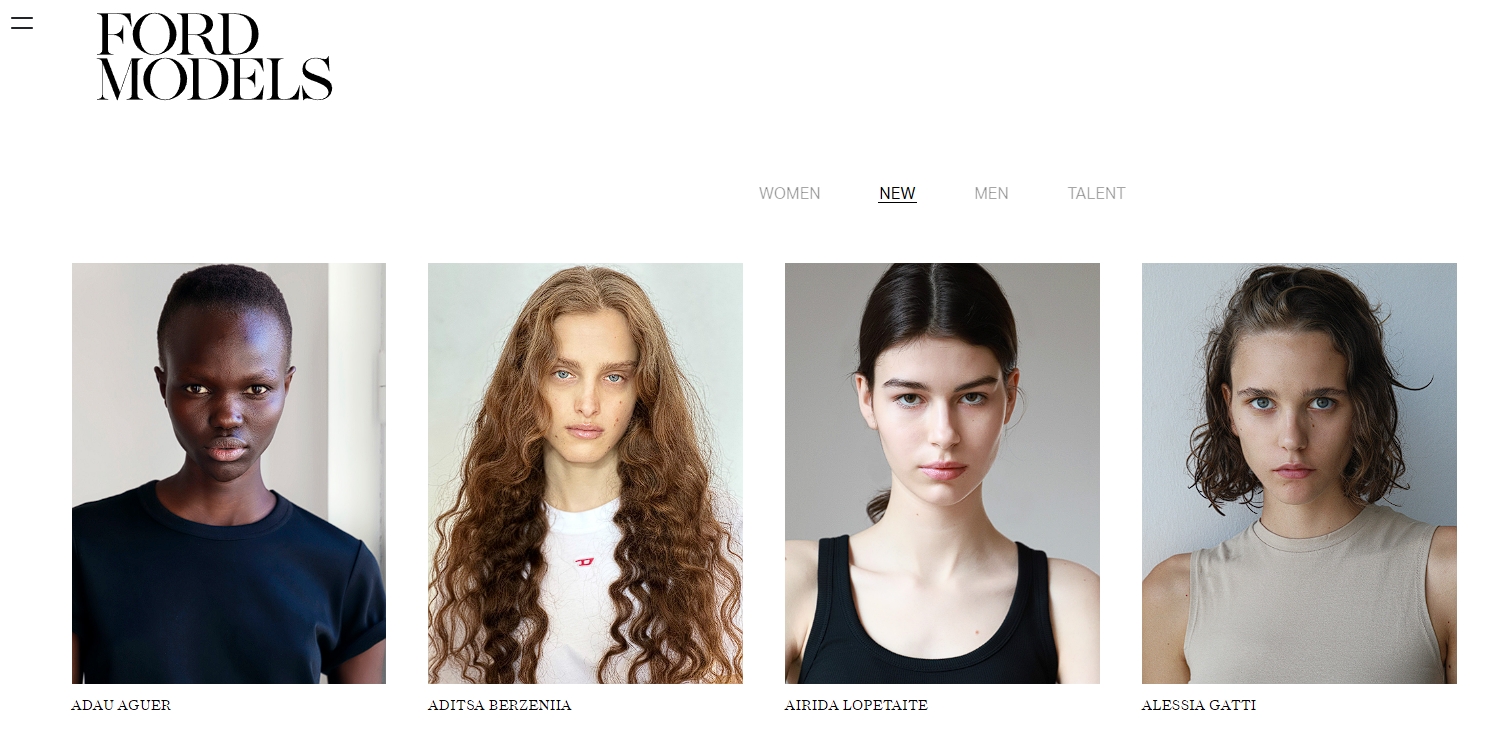 FORD
MODELS
WOMEN NEW MEN TALENT
ADAU AGUER
ADITSA BERZENIIA
AIRIDA LOPETAITE
ALESSIA GATTI